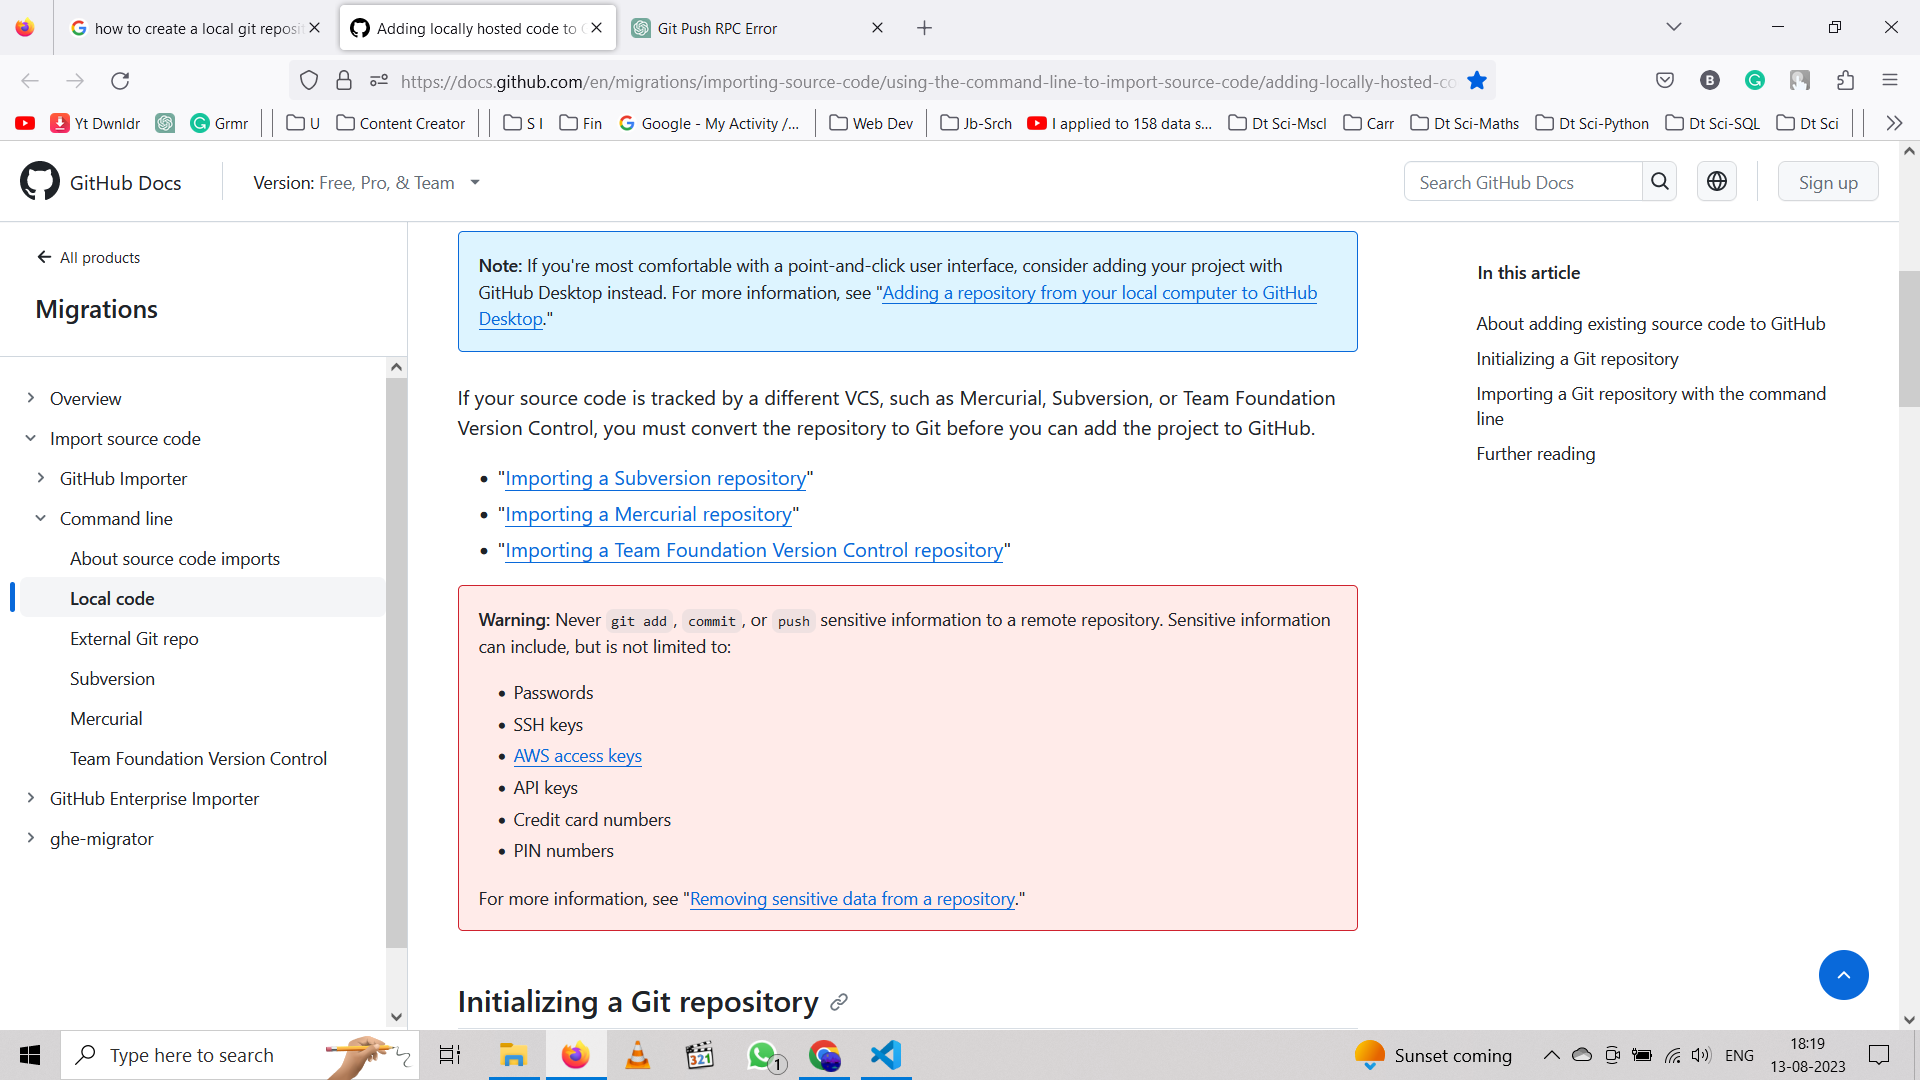 how to create a local git reposit
Adding locally hosted code to
Git Push RPC Error
https://docs.github.com/en/migrations/importing-source-code/using-the-command-line-to-import-source-code/adding-locally-hosted-co
B
Yt Dwnldr
Grmr
U
Content Creator
S I
Fin
Google - My Activity /...
Web Dev
Jb-Srch
I applied to 158 data s...
Dt Sci-Mscl
Carr
Dt Sci-Maths
Dt Sci-Python
Dt Sci-SQL
Dt Sci
GitHub Docs
Version: Free, Pro, & Team
Search GitHub Docs
Sign up
All products
Migrations
Overview
Import source code
GitHub Importer
Command line
About source code imports
Local code
External Git repo
Subversion
Mercurial
Team Foundation Version Control
GitHub Enterprise Importer
ghe-migrator
Note: If you're most comfortable with a point-and-click user interface, consider adding your project with
GitHub Desktop instead. For more information, see "Adding a repository from your local computer to GitHub
Desktop."
If your source code is tracked by a different VCS, such as Mercurial, Subversion, or Team Foundation
Version Control, you must convert the repository to Git before you can add the project to GitHub.
• "Importing a Subversion repository"
• "Importing a Mercurial repository"
• "Importing a Team Foundation Version Control repository"
Warning: Never git add, commit, or push sensitive information to a remote repository. Sensitive information
can include, but is not limited to:
• Passwords
• SSH keys
• AWS access keys
• API keys
• Credit card numbers
• PIN numbers
For more information, see "Removing sensitive data from a repository."
Initializing a Git repository
In this article
About adding existing source code to GitHub
Initializing a Git repository
Importing a Git repository with the command
line
Further reading
Type here to search
321
1
Sunset coming
ENG
18:19
13-08-2023